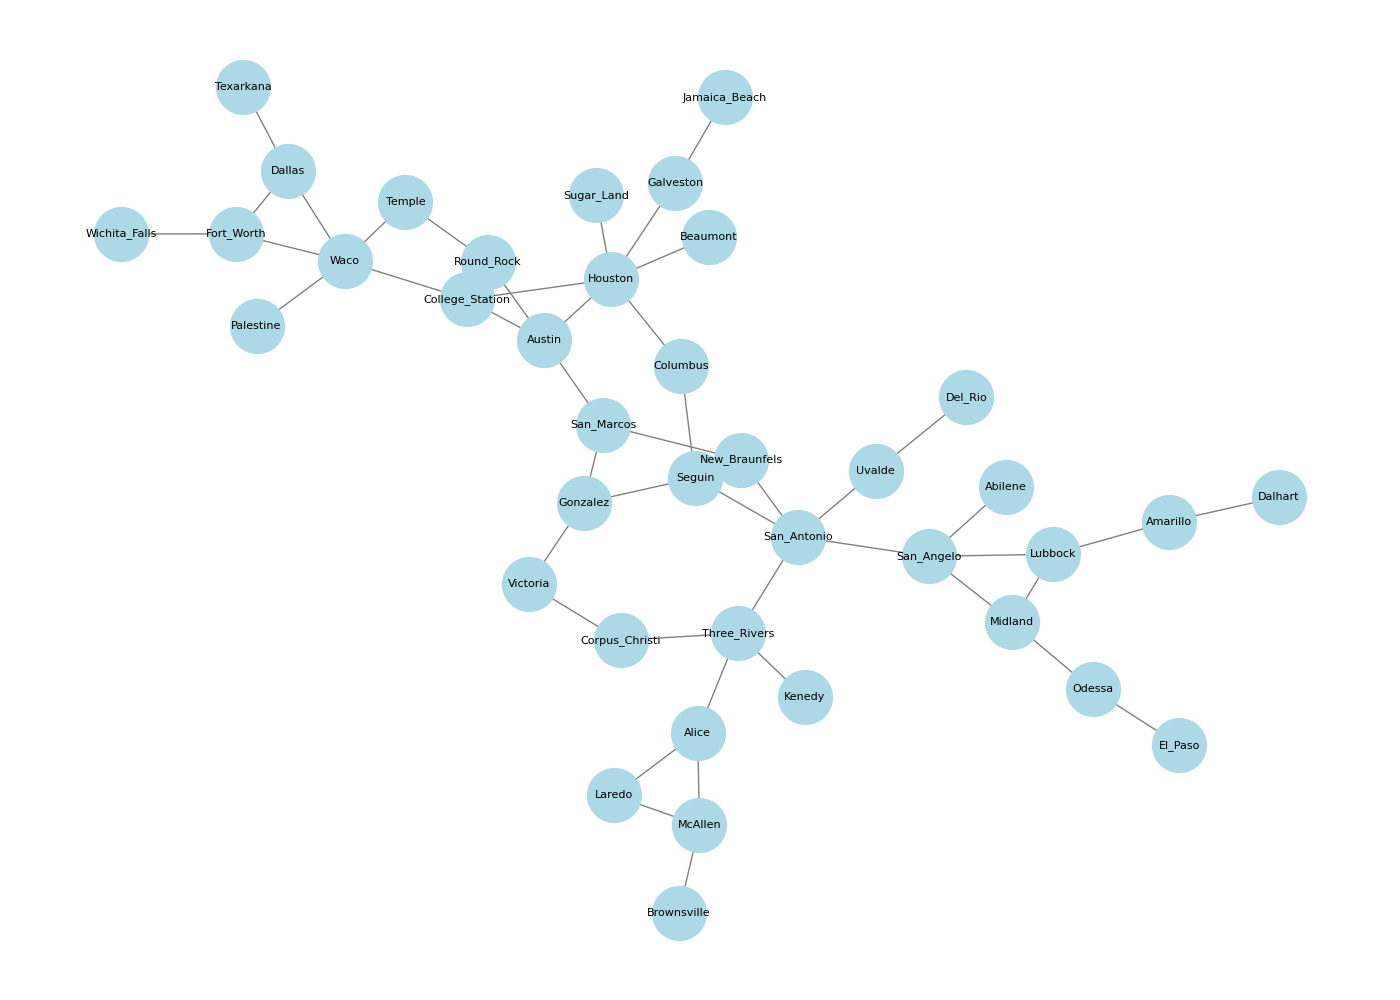 Texarkana
Jamaica_Beach
Dallas
Galveston
Sugar_Land
Temple
Wichita_Falls
Fort_Worth
Beaumont
Waco
Round_Rock
Houston
College_Station
Palestine
Austin
Columbus
Del_Rio
San_Marcos
New_Braunfels
Uvalde
Seguin
Abilene
Dalhart
Gonzalez
Amarillo
San_Antonio
San_Angelo
Lubbock
Victoria
Midland
Three_Rivers
Corpus_Christi
Odessa
Kenedy
Alice
El_Paso
Laredo
McAllen
Brownsville